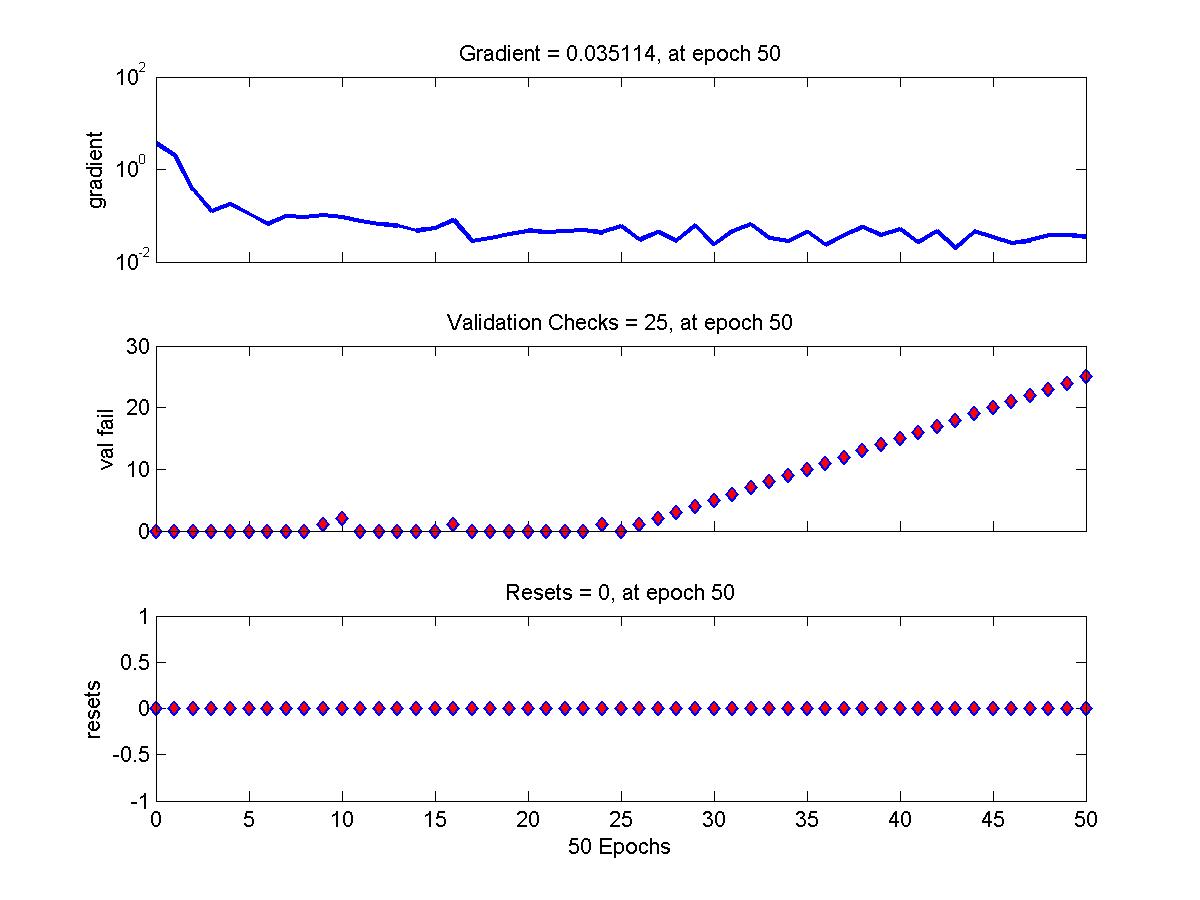 Gradient = 0.035114, at epoch 50
10^2
10^0
10^-2
gradient
Validation Checks = 25, at epoch 50
30
20
10
0
val fail
Resets = 0, at epoch 50
1
0.5
0
-0.5
-1
resets
0 5 10 15 20 25 30 35 40 45 50
50 Epochs